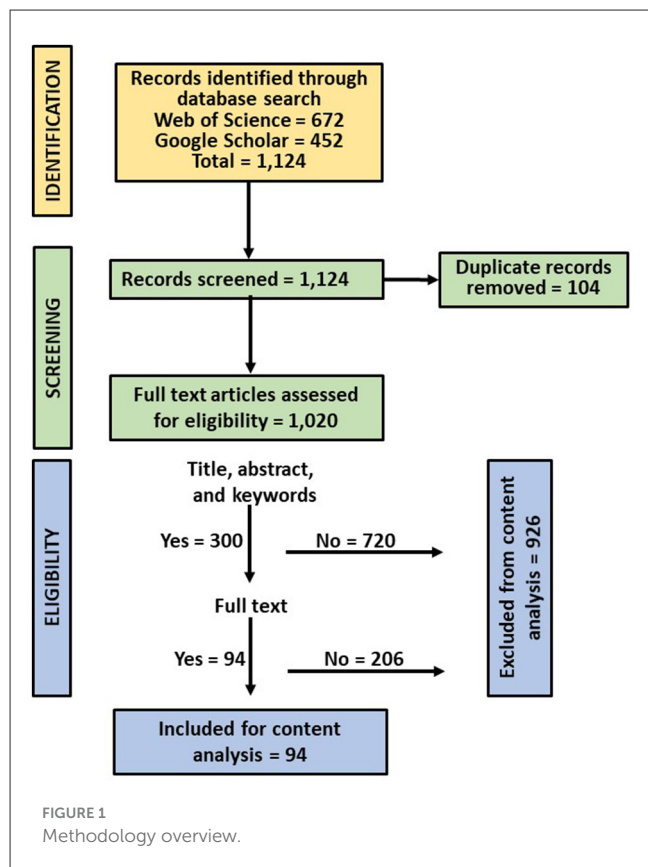 IDENTIFICATION
Records identified through
database search
Web of Science = 672
Google Scholar = 452
Total = 1,124
SCREENING
Records screened = 1,124
Duplicate records
removed = 104
Full text articles assessed
for eligibility = 1,020
ELIGIBILITY
Title, abstract,
and keywords
Yes = 300
No = 720
Excluded from content
analysis = 926
Full text
Yes = 94
No = 206
Included for content
analysis = 94
FIGURE 1
Methodology overview.